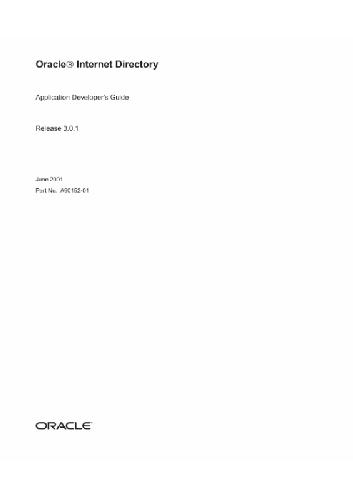 Oracle® Internet Directory
Application Developer's Guide
Release 3.0.1
June 2001
Part No. A90152-01
ORACLE